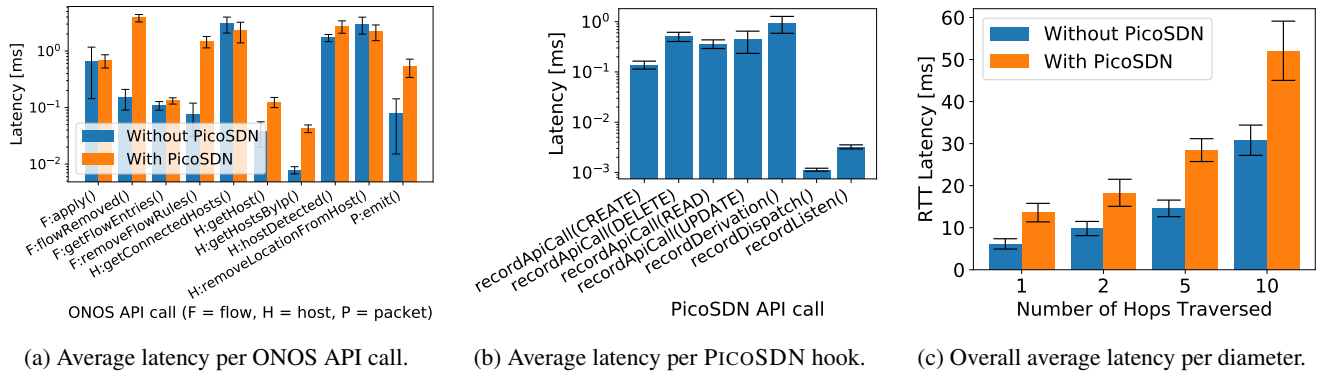 Latency [ms]
10⁰
10⁻¹
10⁻²
Without PicoSDN
With PicoSDN
F:apply()
F:flowRemoved()
F:getFlowEntries()
F:removeFlowRules()
H:getConnectedHosts()
H:getHost()
H:getHostsByIp()
H:hostDetected()
H:removeLocationFromHost()
P:emit()
ONOS API call (F = flow, H = host, P = packet)
(a) Average latency per ONOS API call.
Latency [ms]
10⁰
10⁻¹
10⁻²
10⁻³
recordApiCall(CREATE)
recordApiCall(DELETE)
recordApiCall(READ)
recordApiCall(UPDATE)
recordDerivation()
recordDispatch()
recordListen()
PicoSDN API call
(b) Average latency per PICOSDN hook.
RTT Latency [ms]
60
50
40
30
20
10
0
Without PicoSDN
With PicoSDN
1 2 5 10
Number of Hops Traversed
(c) Overall average latency per diameter.